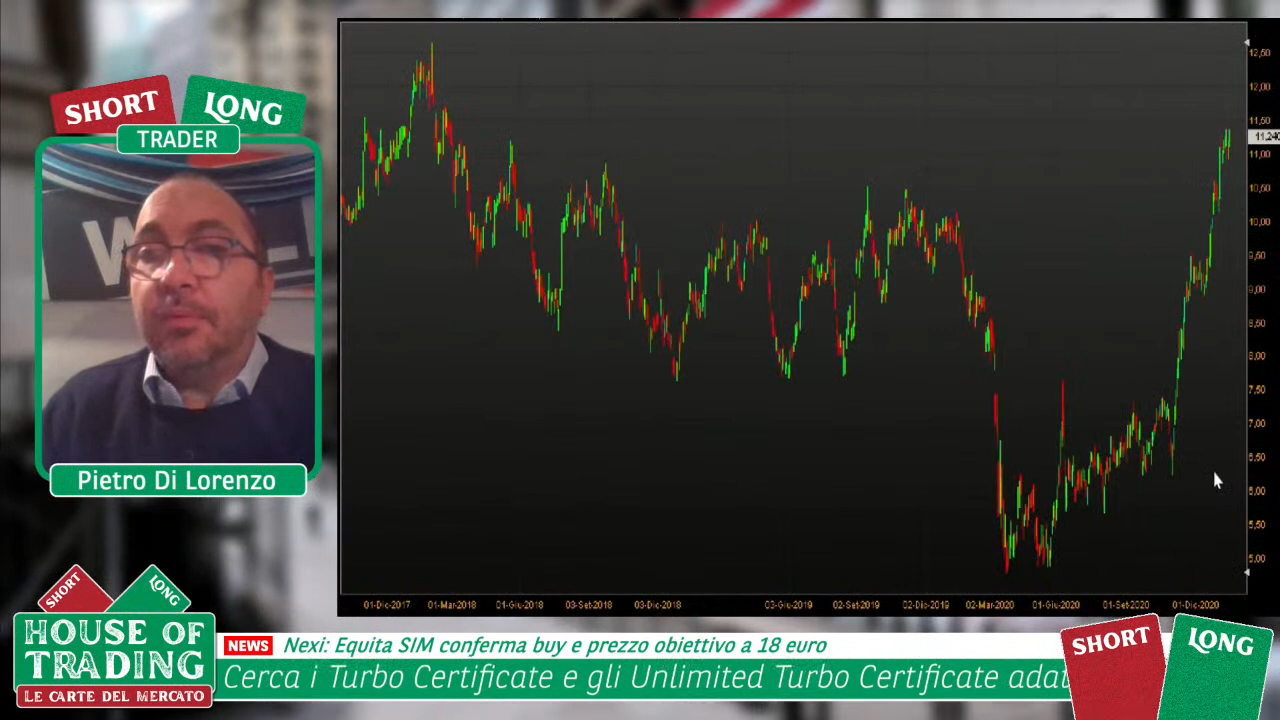 SHORT
LONG
TRADER
Pietro Di Lorenzo
12,50
12,00
11,50
11,240
11,00
10,50
10,00
9,50
9,00
8,50
8,00
7,50
7,00
6,50
6,00
5,50
5,00
01-Dic-2017 01-Mar-2018 01-Giu-2018 03-Set-2018 03-Dic-2018 03-Giu-2019 02-Set-2019 02-Dic-2019 02-Mar-2020 01-Giu-2020 01-Set-2020 01-Dic-2020
SHORT
LONG
HOUSE OF
TRADING
LE CARTE DEL MERCATO
NEWS Nexi: Equita SIM conferma buy e prezzo obiettivo a 18 euro
Cerca i Turbo Certificate e gli Unlimited Turbo Certificate adat
SHORT
LONG